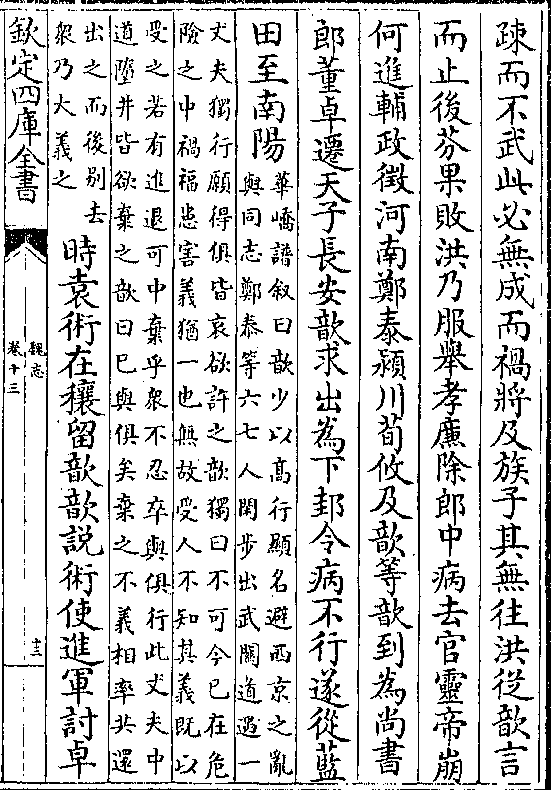 疎而不武此必無成而禍將及族子其無往洪從歆言
而止後芬果敗洪乃服舉孝廉除郎中病去官靈帝崩
何進輔政徵河南鄭泰潁川荀攸及歆等歆到為尚書
郎董卓遷天子長安歆求出為下邽令病不行遂從藍
田至南陽
華嶠譜叙曰歆少以髙行顯名避西京之亂
與同志鄭泰等六七人閑步出武關道遇一
丈夫獨行願得俱皆哀欲許之歆獨曰不可今已在危
險之中禍福患害義猶一也無故受人不知其義既以
受之若有進退可中棄乎衆不忍卒與俱行此丈夫中
道墮井皆欲棄之歆曰已與俱矣棄之不義相率共還
出之而後别去
衆乃大義之
時袁術在穰留歆歆説術使進軍討卓
欽定四庫全書
魏志
卷十三
十三